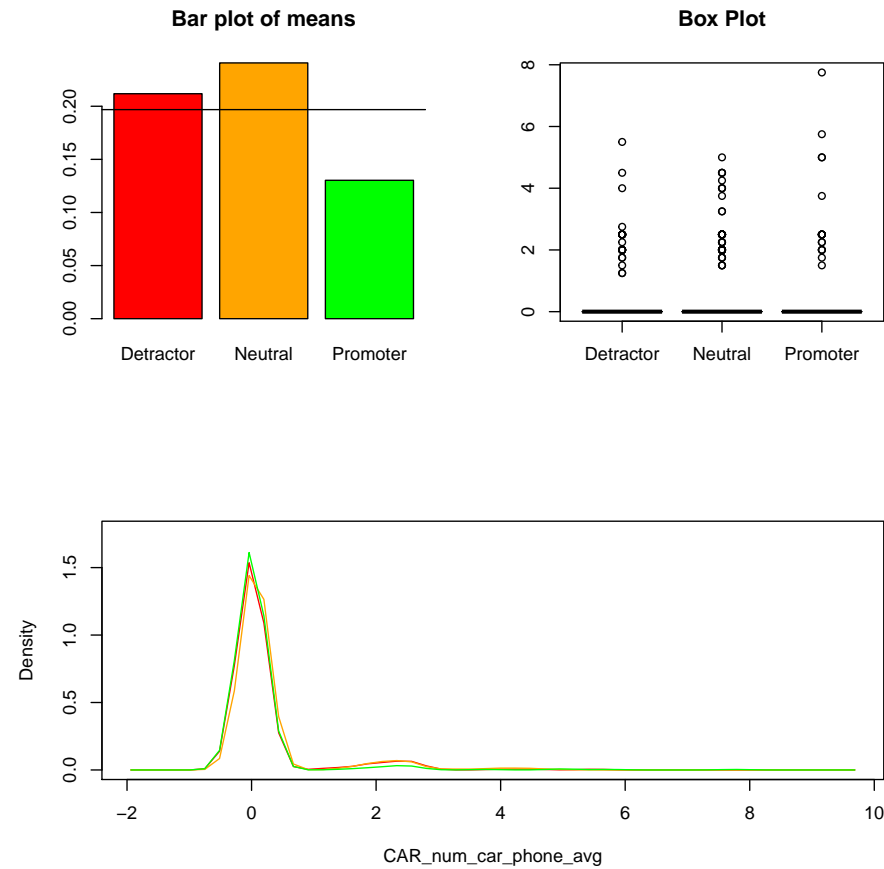 Bar plot of means
0.00
0.05
0.10
0.15
0.20
Detractor Neutral Promoter
Box Plot
0
2
4
6
8
Detractor Neutral Promoter
Density
0.0
0.5
1.0
1.5
−2 0 2 4 6 8 10
CAR_num_car_phone_avg